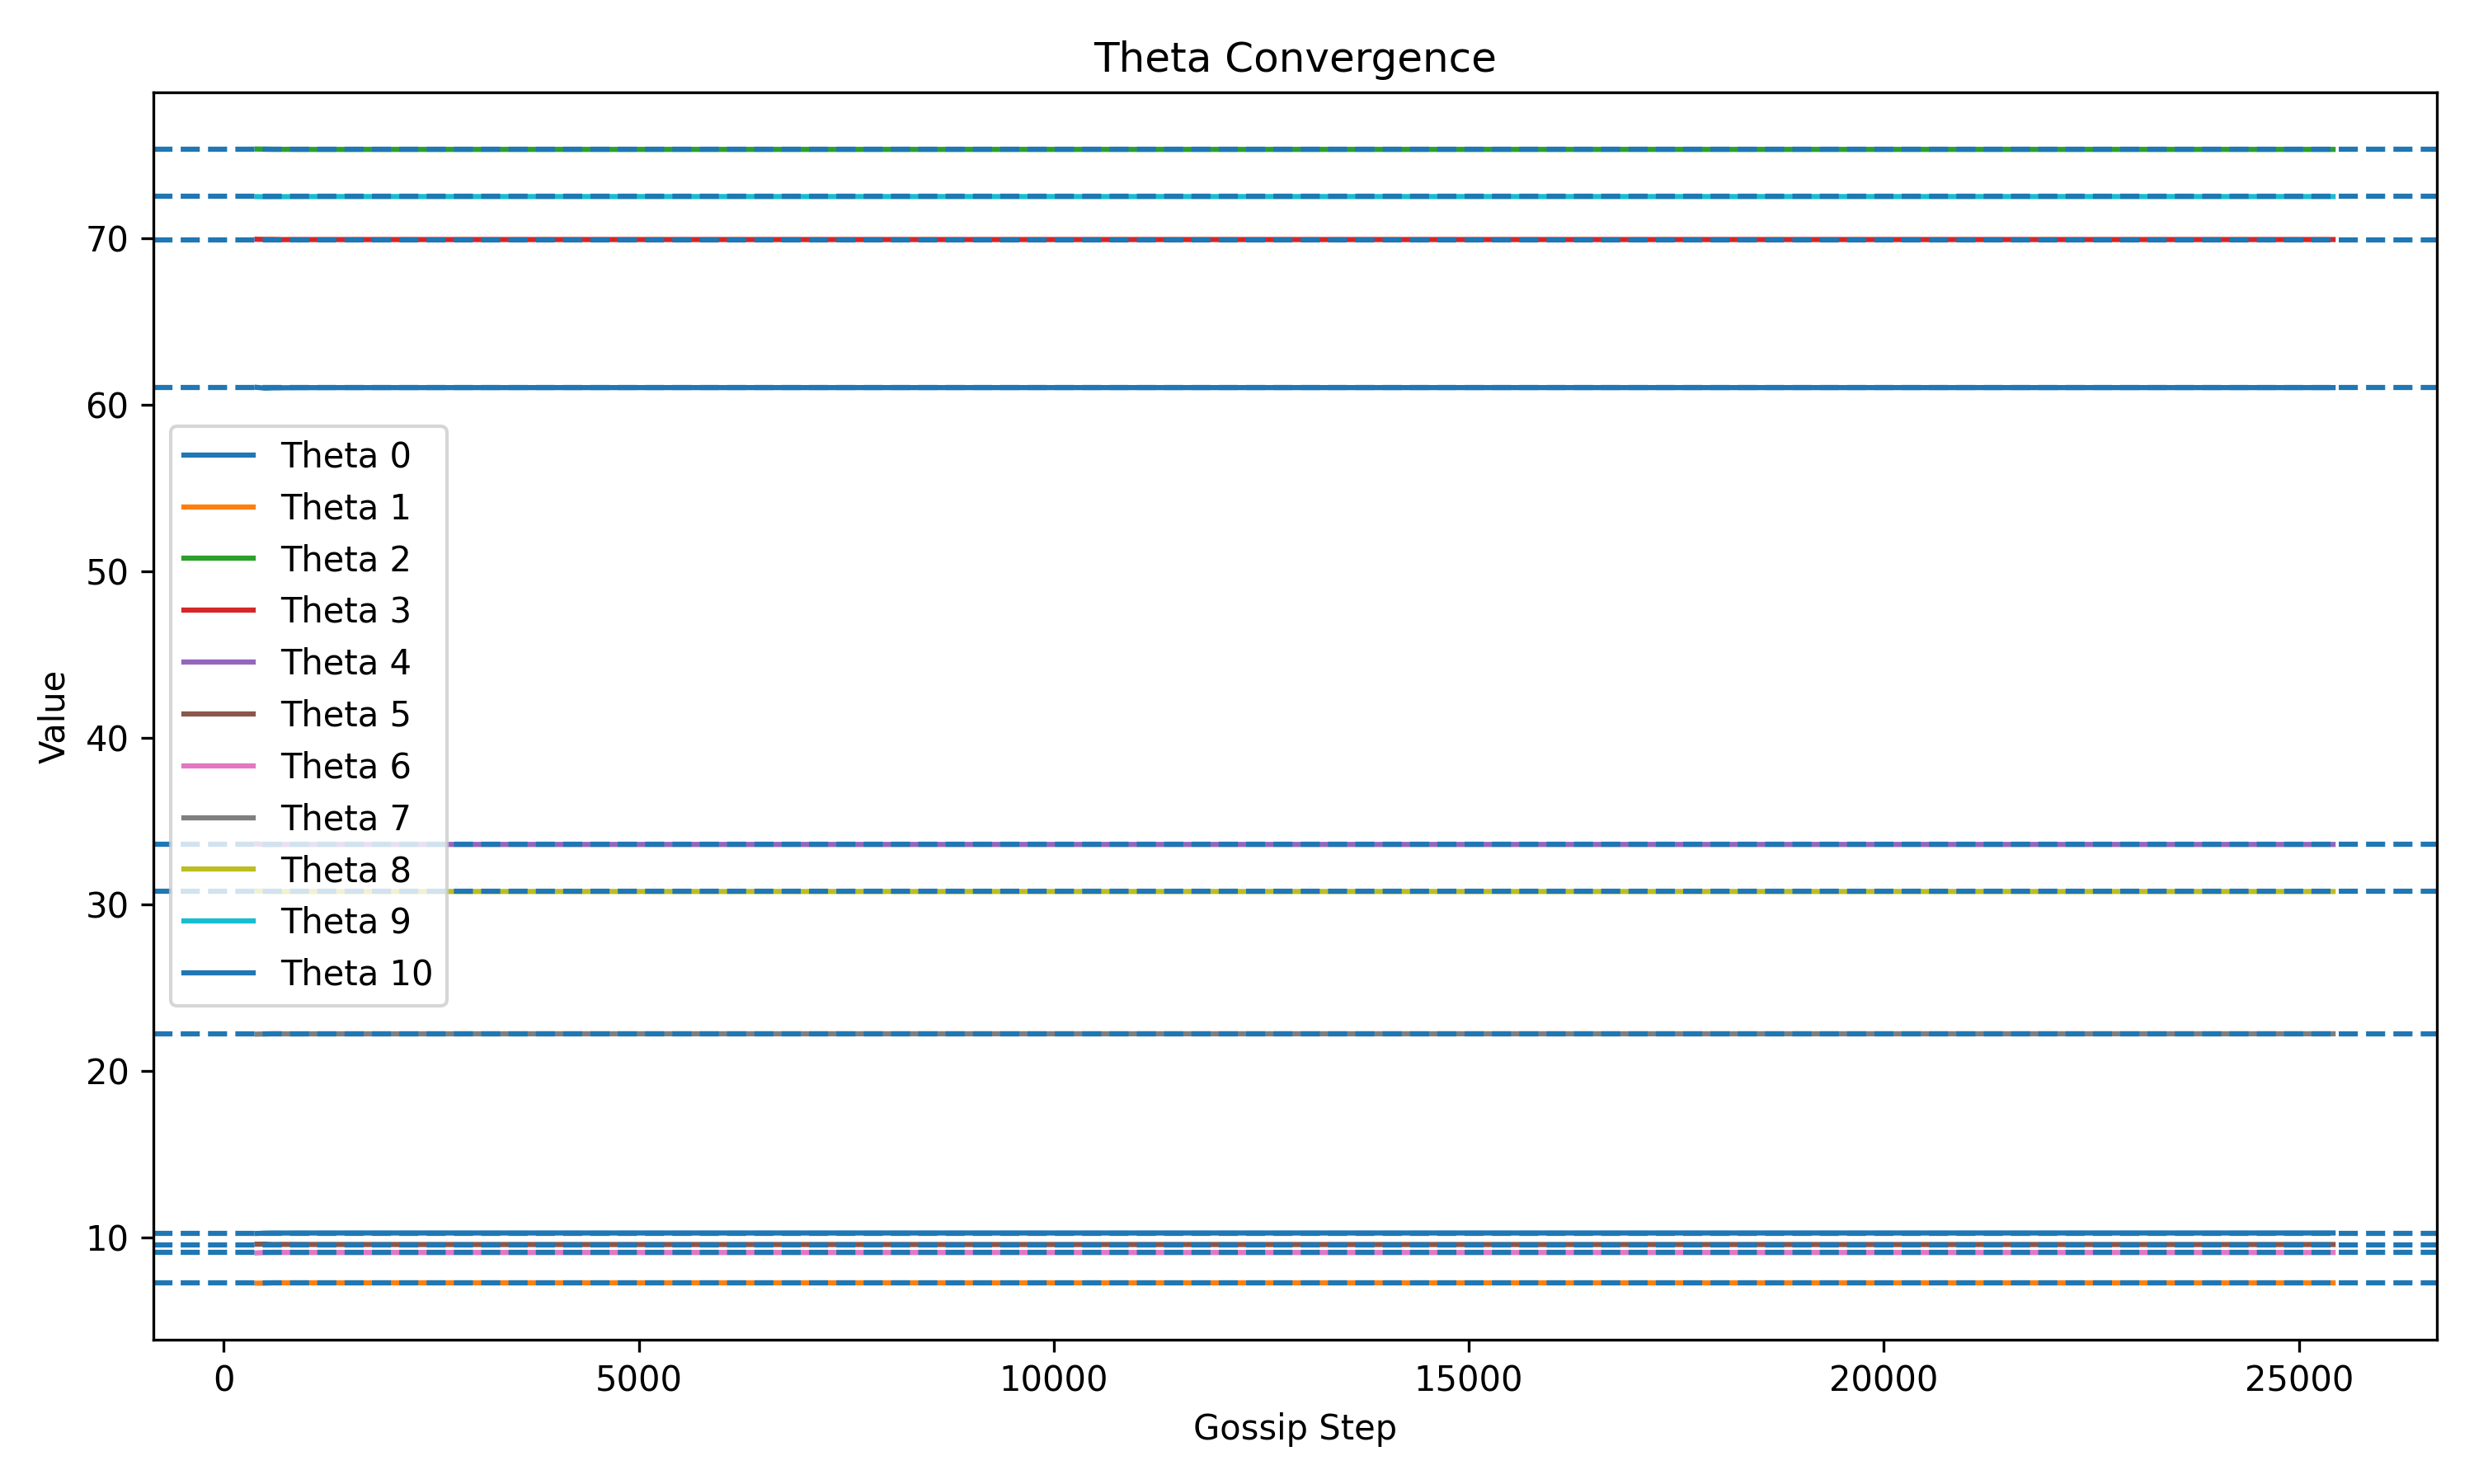 Theta Convergence
70
60
50
40
30
20
10
Value
Theta 0
Theta 1
Theta 2
Theta 3
Theta 4
Theta 5
Theta 6
Theta 7
Theta 8
Theta 9
Theta 10
0 5000 10000 15000 20000 25000
Gossip Step